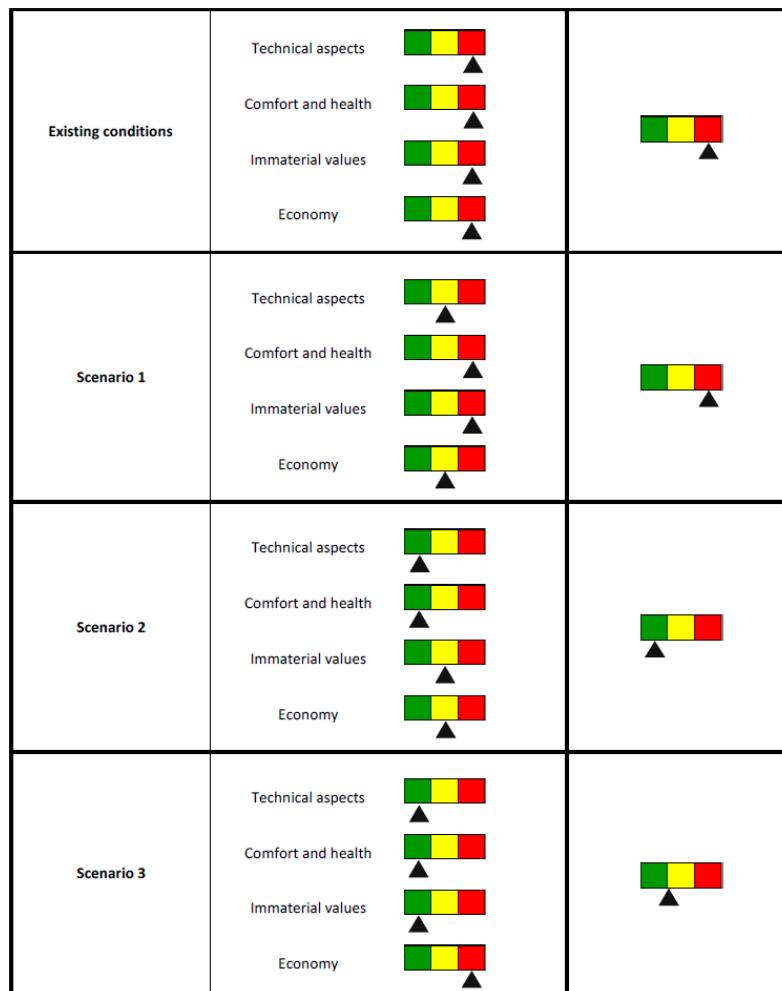 Existing conditions
Technical aspects
Comfort and health
Immaterial values
Economy
Scenario 1
Technical aspects
Comfort and health
Immaterial values
Economy
Scenario 2
Technical aspects
Comfort and health
Immaterial values
Economy
Scenario 3
Technical aspects
Comfort and health
Immaterial values
Economy